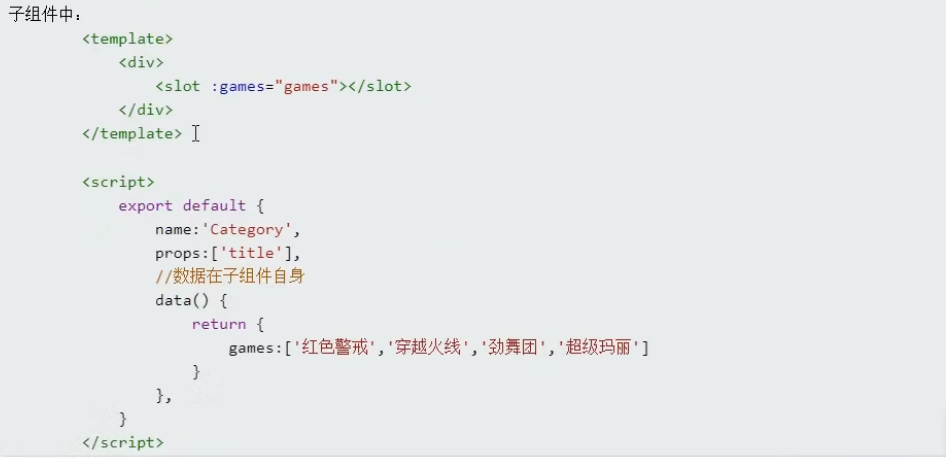 子组件中：
<template>
<div>
<slot :games="games"></slot>
</div>
</template>
<script>
export default {
name:'Category',
props:['title'],
//数据在子组件自身
data() {
return {
games:['红色警戒','穿越火线','劲舞团','超级玛丽']
}
},
}
</script>